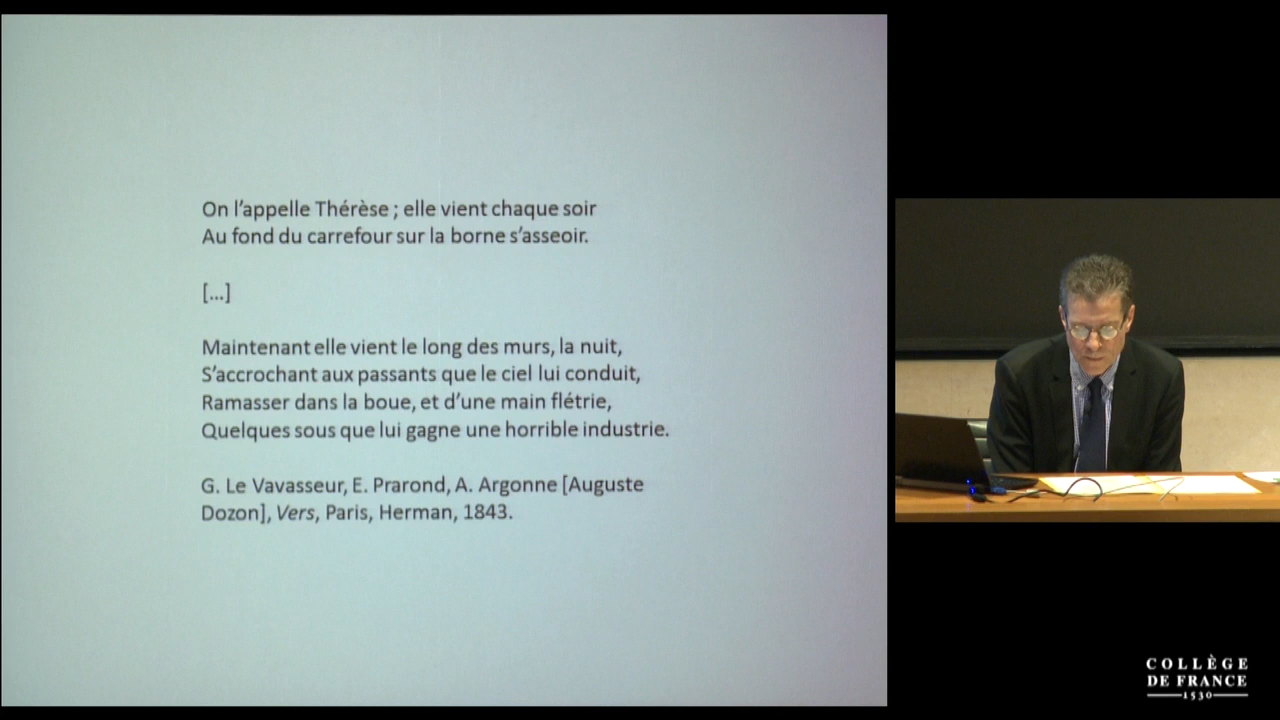 On l'appelle Thérèse ; elle vient chaque soir
Au fond du carrefour sur la borne s'asseoir.
[...]
Maintenant elle vient le long des murs, la nuit,
S'accrochant aux passants que le ciel lui conduit,
Ramasser dans la boue, et d'une main flétrie,
Quelques sous que lui gagne une horrible industrie.
G. Le Vavasseur, E. Prarond, A. Argonne [Auguste
Dozon], Vers, Paris, Herman, 1843.
COLLÈGE
DE FRANCE
1530